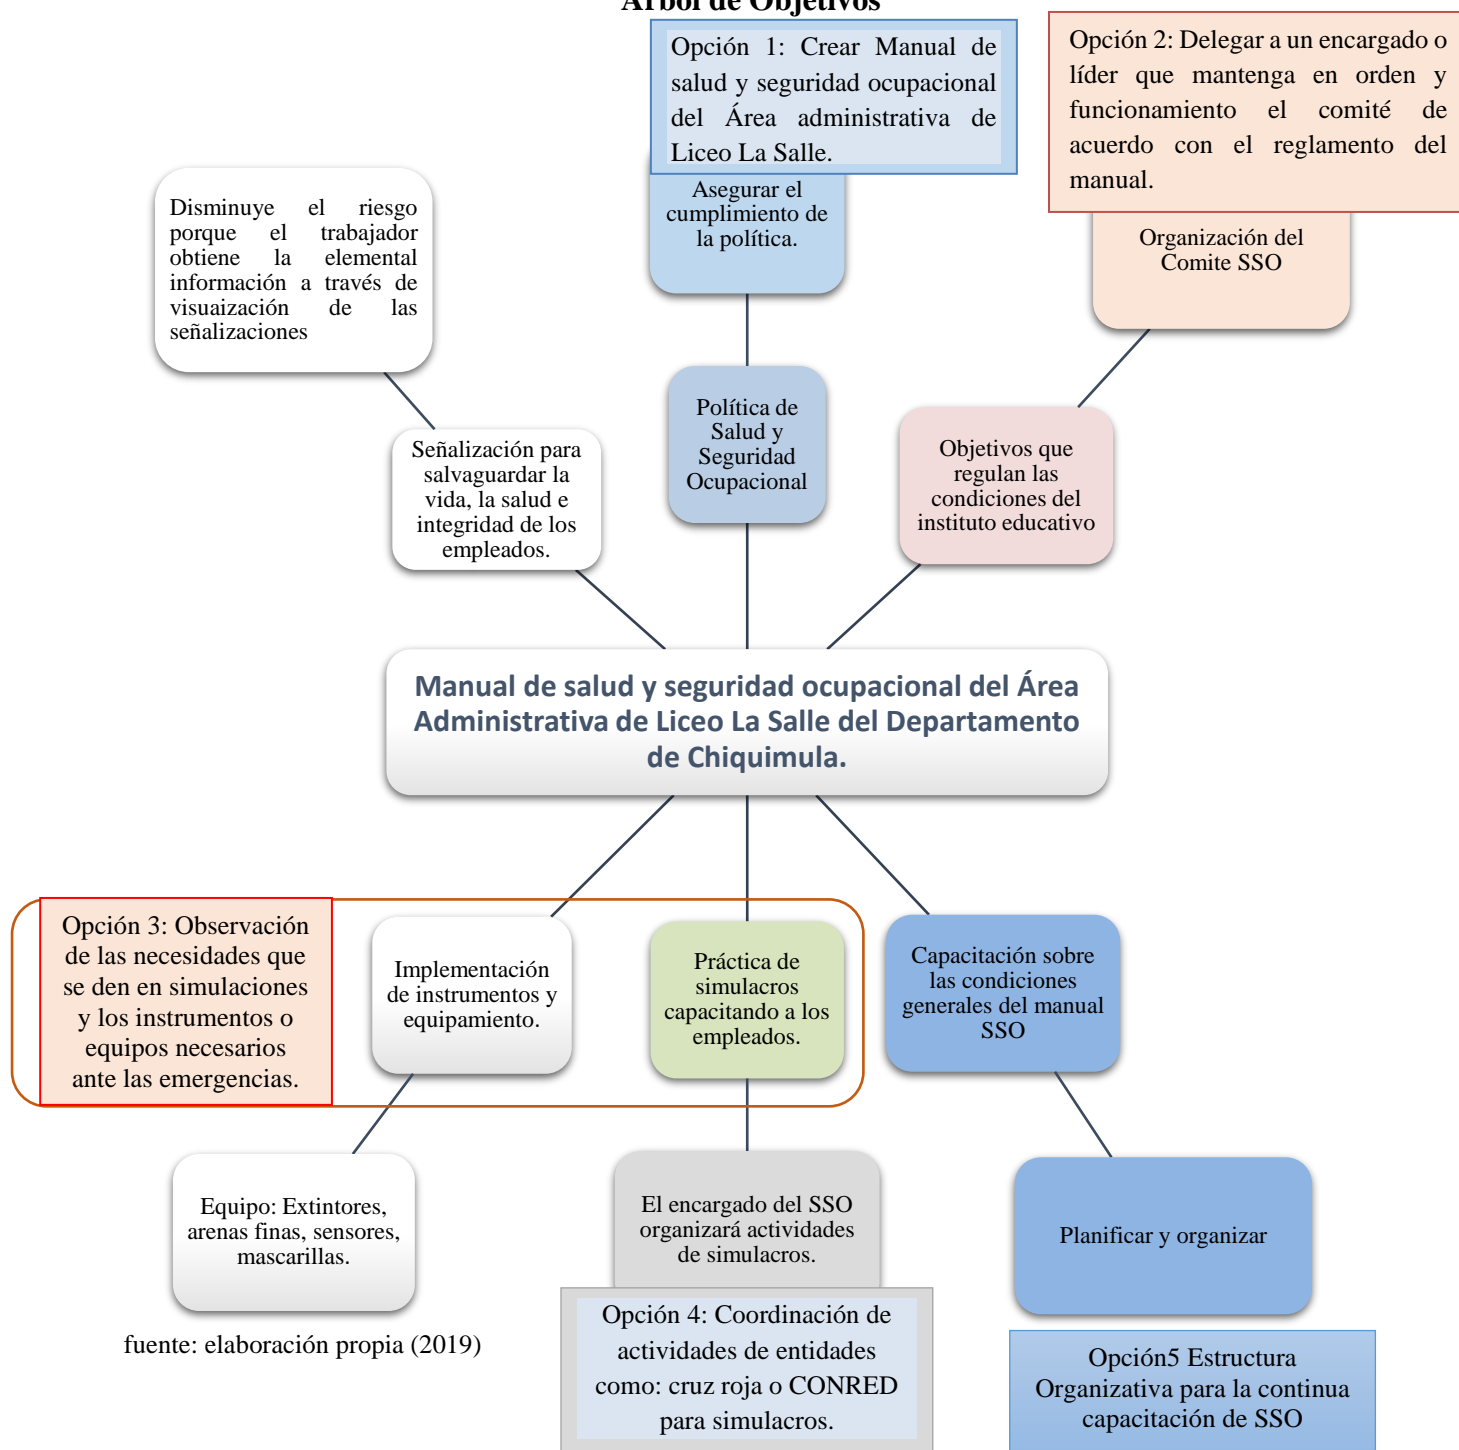 Árbol de Objetivos
Opción 1: Crear Manual de
salud y seguridad ocupacional
del Área administrativa de
Liceo La Salle.
Opción 2: Delegar a un encargado o
líder que mantenga en orden y
funcionamiento el comité de
acuerdo con el reglamento del
manual.
Asegurar el
cumplimiento de
la política.
Organización del
Comite SSO
Disminuye el riesgo
porque el trabajador
obtiene la elemental
información a través de
visuaización de las
señalizaciones
Política de
Salud y
Seguridad
Ocupacional
Señalización para
salvaguardar la
vida, la salud e
integridad de los
empleados.
Objetivos que
regulan las
condiciones del
instituto educativo
Manual de salud y seguridad ocupacional del Área
Administrativa de Liceo La Salle del Departamento
de Chiquimula.
Opción 3: Observación
de las necesidades que
se den en simulaciones
y los instrumentos o
equipos necesarios
ante las emergencias.
Implementación
de instrumentos y
equipamiento.
Práctica de
simulacros
capacitando a los
empleados.
Capacitación sobre
las condiciones
generales del manual
SSO
Equipo: Extintores,
arenas finas, sensores,
mascarillas.
El encargado del SSO
organizará actividades
de simulacros.
Planificar y organizar
fuente: elaboración propia (2019)
Opción 4: Coordinación de
actividades de entidades
como: cruz roja o CONRED
para simulacros.
Opción5 Estructura
Organizativa para la continua
capacitación de SSO